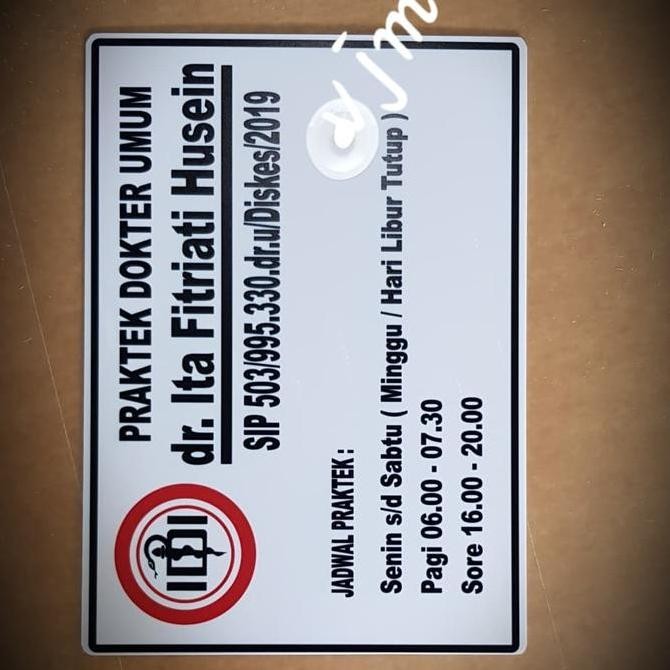 PRAKTEK DOKTER UMUM
dr. Ita Fitriati Husein
SIP 503/995.330.dr.u/Diskes/2019
IDI
JADWAL PRAKTEK :
Senin s/d Sabtu ( Minggu / Hari Libur Tutup )
Pagi 06.00 - 07.30
Sore 16.00 - 20.00
vjm